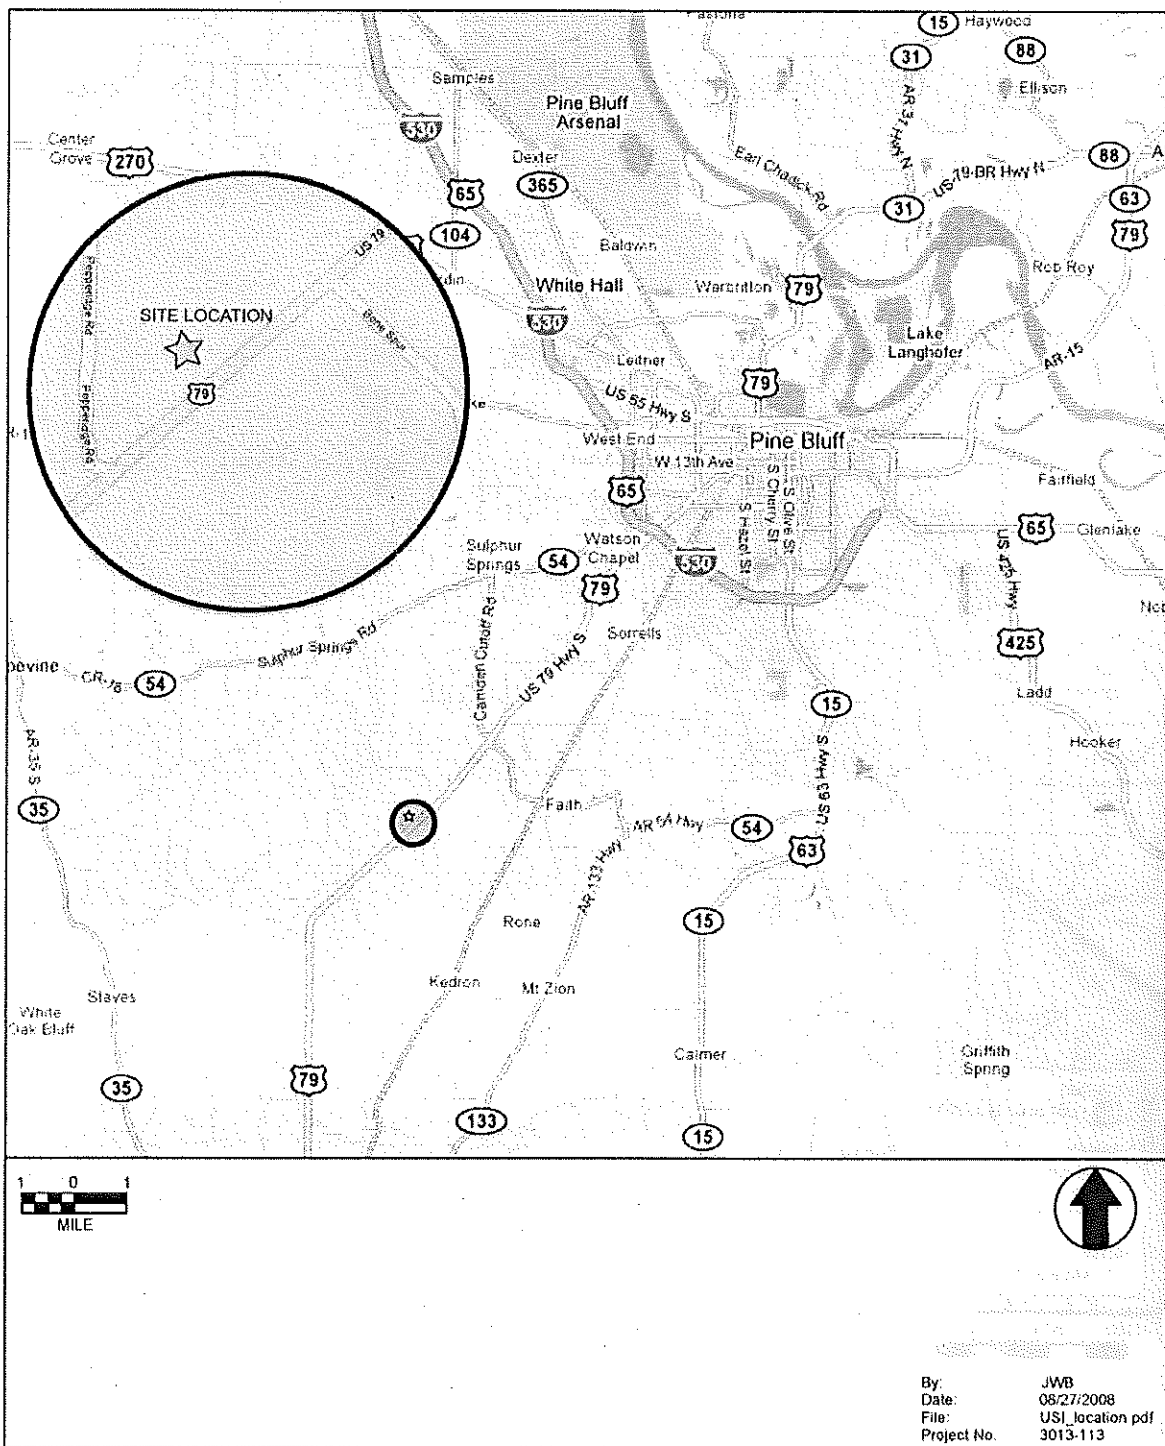 15
Haywood
31
88
Samples
Ellison
AR-31 Hwy N
Pine Bluff
Arsenal
530
Center
Grove
270
Dexter
365
Earl Chadick Rd
US-79-BR Hwy N
88
A
65
31
63
79
104
US 79
Baldwin
Rob Roy
White Hall
Warbritton
79
Pepperidge Rd
SITE LOCATION
Bone Spur
530
Lake
Langhofer
Leitner
AR-15
79
79
US 65 Hwy S
Pepperidge Rd
West End
Pine Bluff
W 13th Ave
S Cherry St
S Olive St
S Hazel St
65
Fairfield
65
Glenlake
Sulphur
Springs
54
Watson
Chapel
530
US 425 Hwy
79
Camden Cutoff Rd
Sorrells
425
Sulphur Springs Rd
US 79 Hwy S
54
15
Ladd
AR-35 S
Hooker
US 63 Hwy S
35
Faith
AR 54 Hwy
54
63
AR-133 Hwy
15
Rone
Kedron
Mt Zion
Staves
White
Oak Bluff
Calmer
Griffith
Spring
79
35
133
15
1 0 1
MILE
By: JWB
Date: 08/27/2008
File: USI_location pdf
Project No. 3013-113